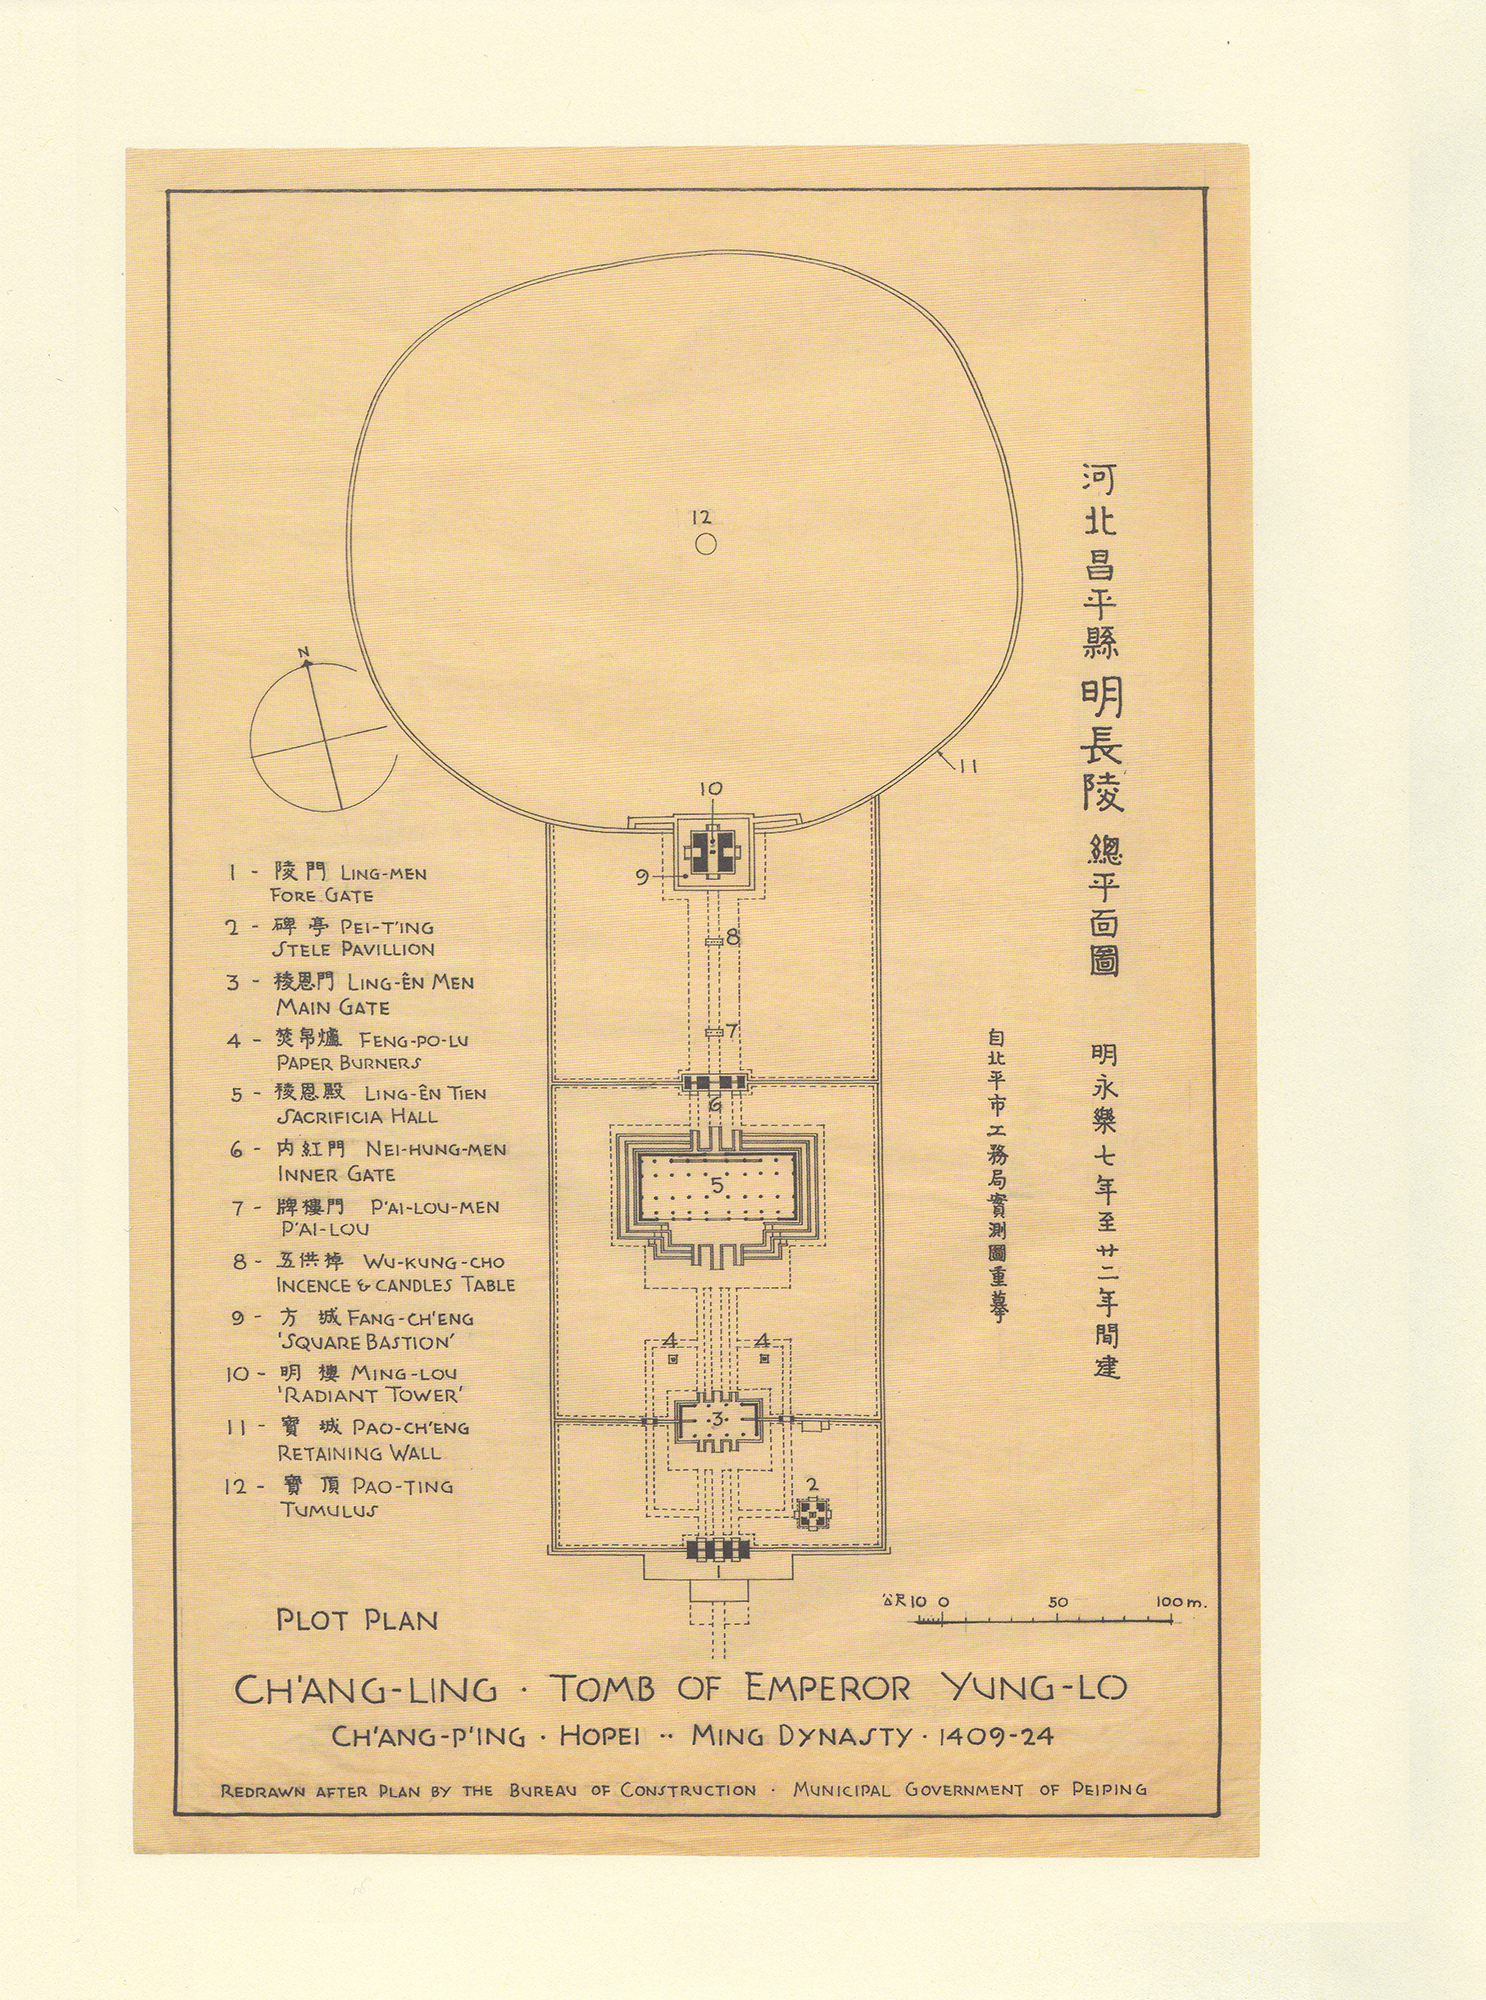 N
12
11
10
9
8
7
6
5
4 4
3
2
1
河北昌平縣 明長陵 總平面圖
明永樂七年至廿二年間建
自北平市工務局實測圖重摹
1 - 陵門 LING-MEN
FORE GATE
2 - 碑亭 PEI-T'ING
STELE PAVILLION
3 - 稜恩門 LING-ÊN MEN
MAIN GATE
4 - 焚帛爐 FENG-PO-LU
PAPER BURNERS
5 - 稜恩殿 LING-ÊN TIEN
SACRIFICIA HALL
6 - 内紅門 NEI-HUNG-MEN
INNER GATE
7 - 牌樓門 P'AI-LOU-MEN
P'AI-LOU
8 - 五供棹 WU-KUNG-CHO
INCENCE & CANDLES TABLE
9 - 方城 FANG-CH'ENG
'SQUARE BASTION'
10 - 明樓 MING-LOU
'RADIANT TOWER'
11 - 寶城 PAO-CH'ENG
RETAINING WALL
12 - 寶頂 PAO-TING
TUMULUS
公尺 10 0 50 100 m.
PLOT PLAN
CH'ANG-LING · TOMB OF EMPEROR YUNG-LO
CH'ANG-P'ING · HOPEI ·· MING DYNASTY · 1409-24
REDRAWN AFTER PLAN BY THE BUREAU OF CONSTRUCTION · MUNICIPAL GOVERNMENT OF PEIPING